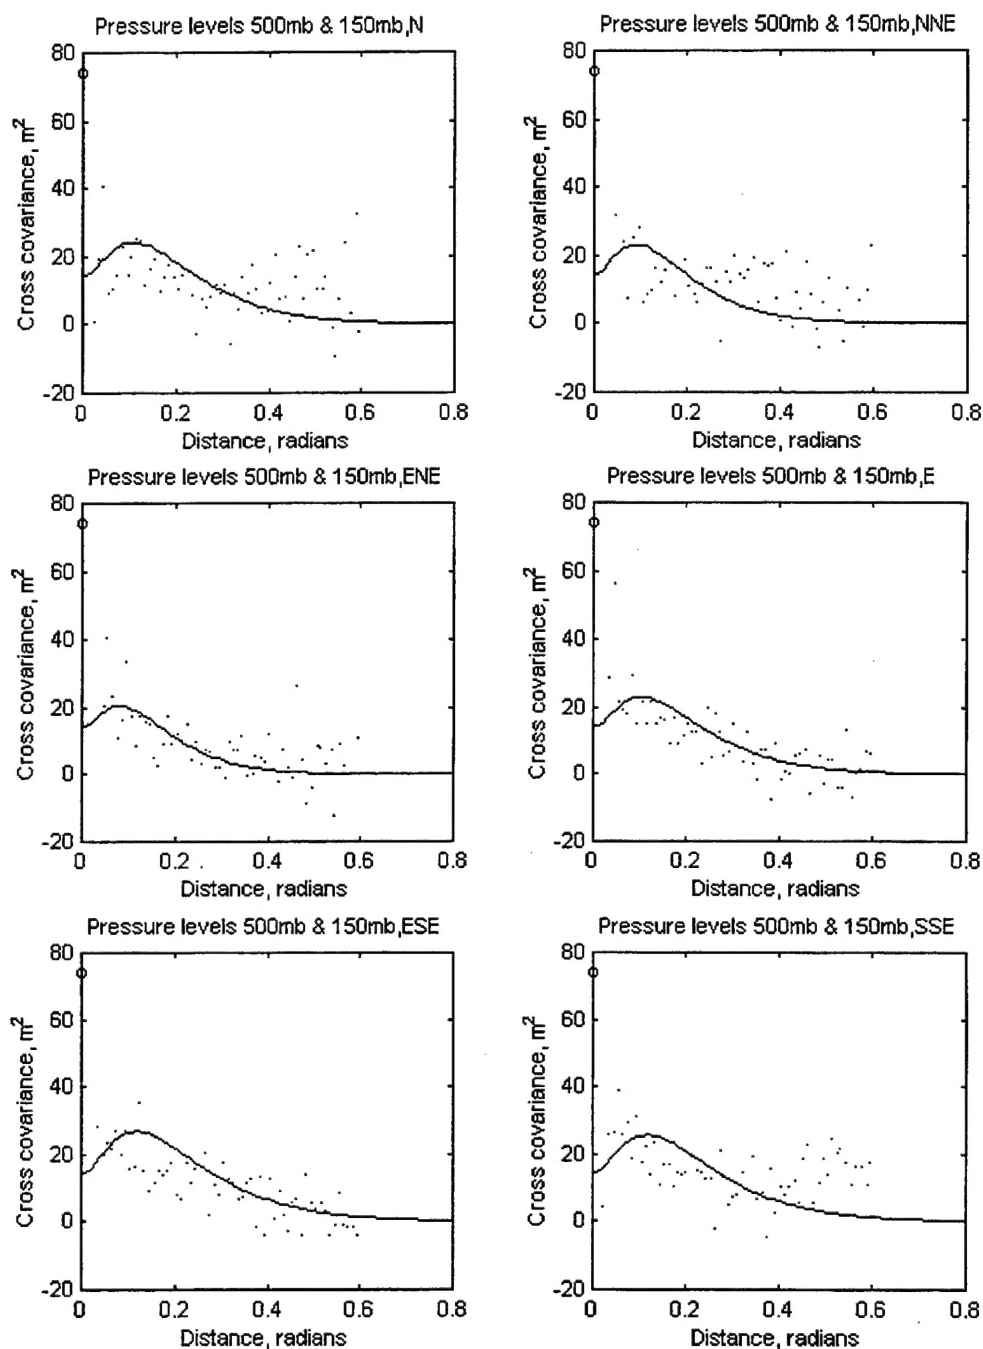 Pressure levels 500mb & 150mb,N
80
60
40
20
0
-20
Cross covariance, m²
0 0.2 0.4 0.6 0.8
Distance, radians
Pressure levels 500mb & 150mb,NNE
80
60
40
20
0
-20
Cross covariance, m²
0 0.2 0.4 0.6 0.8
Distance, radians
Pressure levels 500mb & 150mb,ENE
80
60
40
20
0
-20
Cross covariance, m²
0 0.2 0.4 0.6 0.8
Distance, radians
Pressure levels 500mb & 150mb,E
80
60
40
20
0
-20
Cross covariance, m²
0 0.2 0.4 0.6 0.8
Distance, radians
Pressure levels 500mb & 150mb,ESE
80
60
40
20
0
-20
Cross covariance, m²
0 0.2 0.4 0.6 0.8
Distance, radians
Pressure levels 500mb & 150mb,SSE
80
60
40
20
0
-20
Cross covariance, m²
0 0.2 0.4 0.6 0.8
Distance, radians